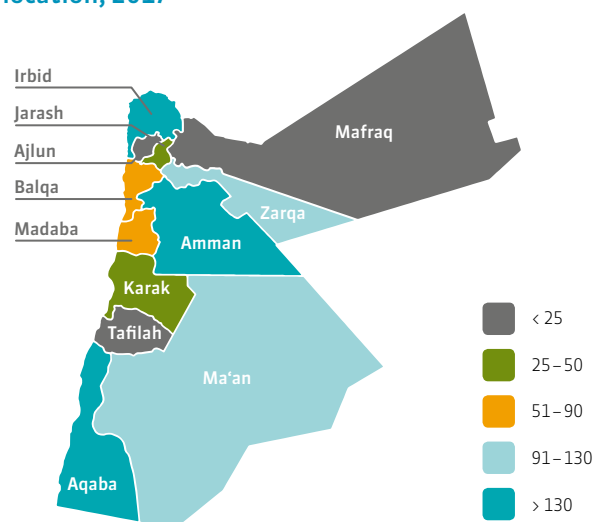 Irbid
Jarash
Ajlun
Balqa
Madaba
Mafraq
Zarqa
Amman
Karak
Tafilah
Ma‘an
Aqaba
< 25
25–50
51–90
91–130
> 130